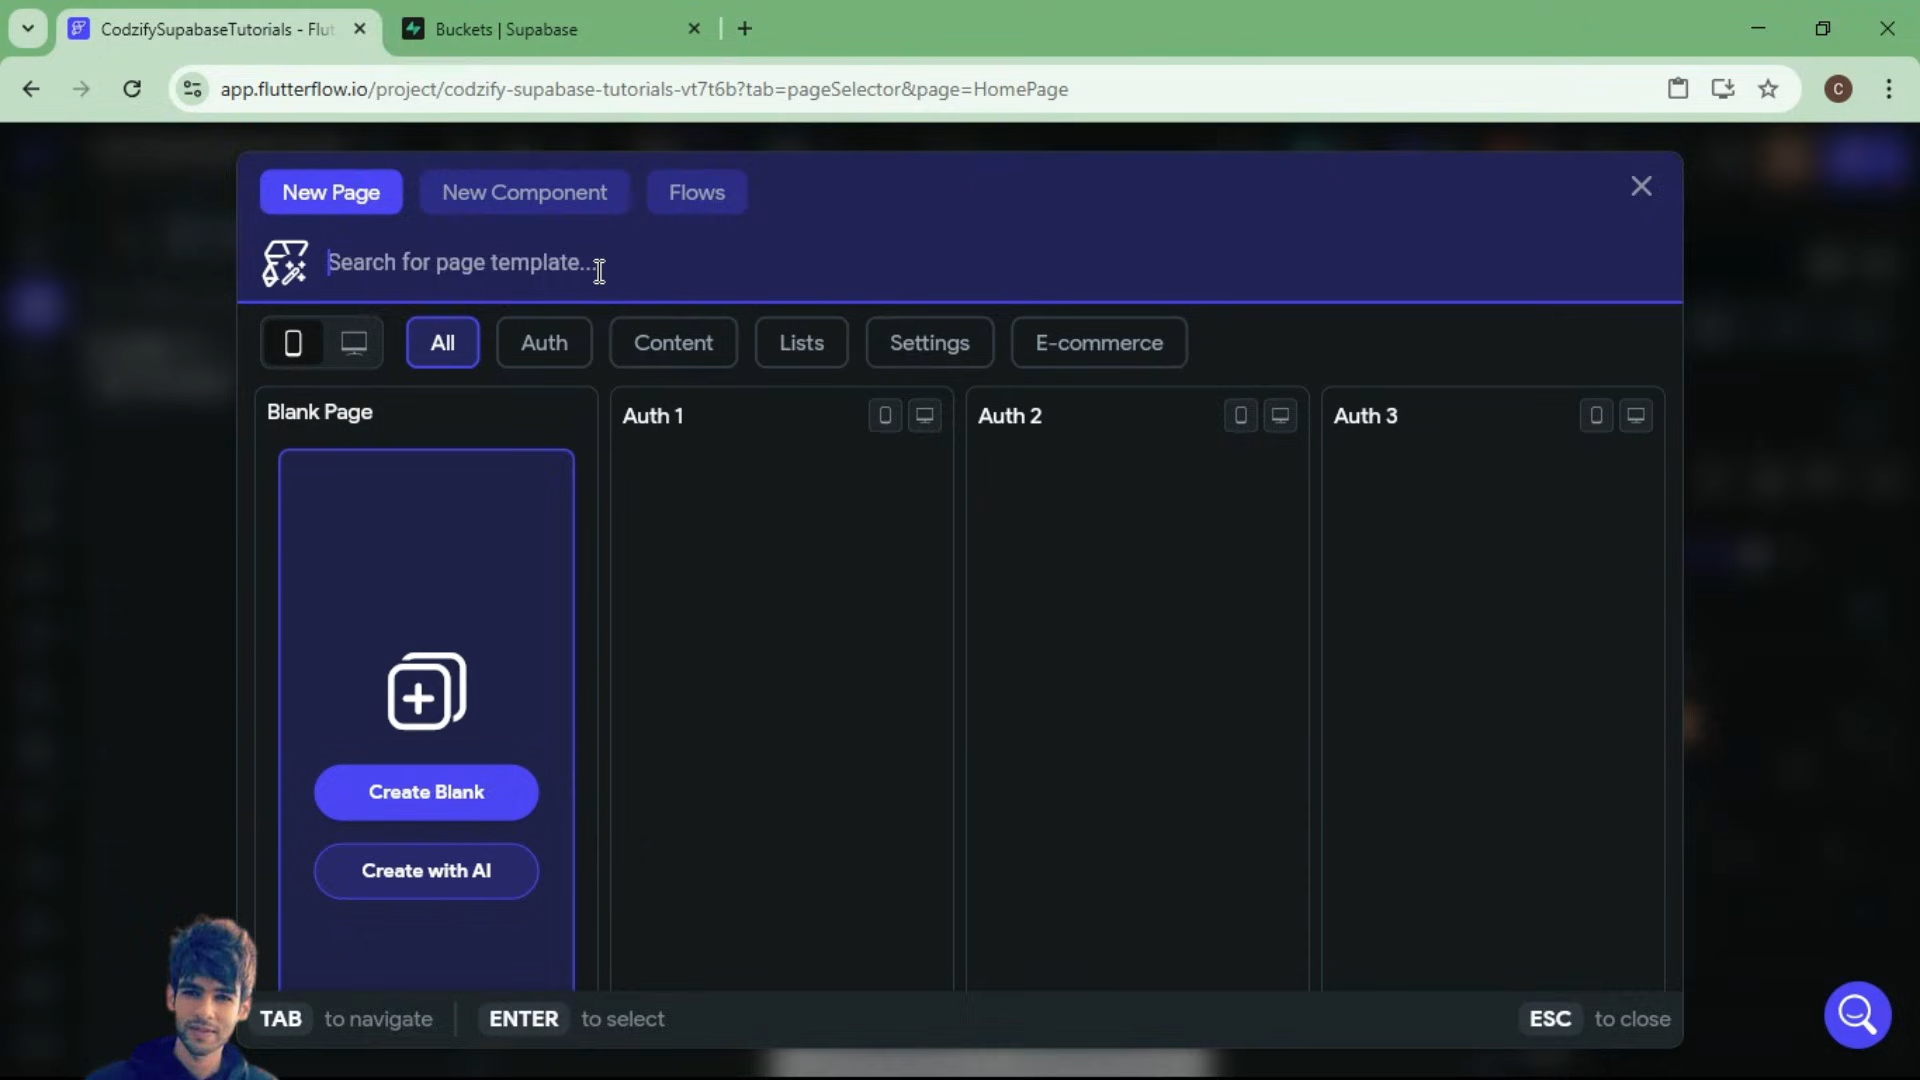 CodzifySupabaseTutorials - Flut
Buckets | Supabase
app.flutterflow.io/project/codzify-supabase-tutorials-vt7t6b?tab=pageSelector&page=HomePage
C
New Page
New Component
Flows
Search for page template...
All
Auth
Content
Lists
Settings
E-commerce
Blank Page
Auth 1
Auth 2
Auth 3
Create Blank
Create with AI
TAB to navigate
ENTER to select
ESC to close